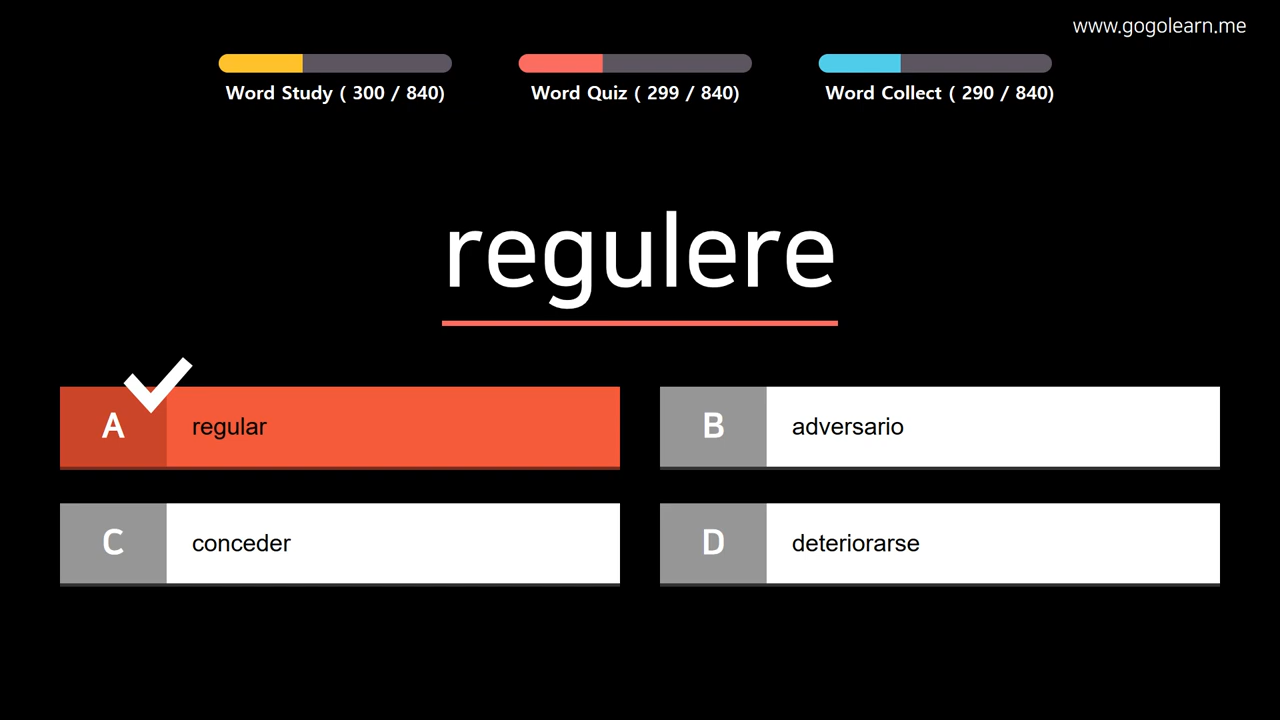 www.gogolearn.me
Word Study ( 300 / 840)
Word Quiz ( 299 / 840)
Word Collect ( 290 / 840)
regulere
A
regular
B
adversario
C
conceder
D
deteriorarse